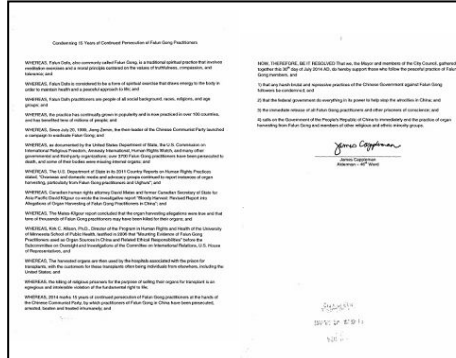 Condemning 15 Years of Continued Persecution of Falun Gong Practitioners
WHEREAS, Falun Dafa, also commonly called Falun Gong, is a traditional spiritual practice that involves
meditation exercises and a moral principle centered on the values of truthfulness, compassion, and
tolerance; and
WHEREAS, Falun Dafa is considered to be a form of spiritual exercise that draws energy to the body in
order to maintain health and a peaceful approach to life; and
WHEREAS, Falun Dafa practitioners are people of all social background, races, religions, and age
groups; and
WHEREAS, the practice has continually grown in popularity and is now practiced in over 100 countries,
and has benefited tens of millions of people; and
WHEREAS, Since July 20, 1999, Jiang Zemin, the then leader of the Chinese Communist Party launched
a campaign to eradicate Falun Gong; and
WHEREAS, as documented by the United States Department of State, the U.S. Commission on
International Religious Freedom, Amnesty International, Human Rights Watch, and many other
governmental and third party organizations; over 3700 Falun Gong practitioners have been persecuted to
death, and some of their bodies were missing internal organs; and
WHEREAS, The U.S. Department of State in its 2011 Country Reports on Human Rights Practices
stated, "Overseas and domestic media and advocacy groups continued to report instances of organ
harvesting, particularly from Falun Gong practitioners and Uighurs"; and
WHEREAS, Canadian human rights attorney David Matas and former Canadian Secretary of State for
Asia-Pacific David Kilgour co-wrote the investigative report "Bloody Harvest: Revised Report into
Allegations of Organ Harvesting of Falun Gong Practitioners in China"; and
WHEREAS, The Matas-Kilgour report concluded that the organ harvesting allegations were true and that
tens of thousands of Falun Gong practitioners may have been killed for their organs; and
WHEREAS, Kirk C. Allison, Ph.D., Director of the Program in Human Rights and Health of the University
of Minnesota School of Public Health, testified in 2006 that "Mounting Evidence of Falun Gong
Practitioners used as Organ Sources in China and Related Ethical Responsibilities" before the
Subcommittee on Oversight and Investigations of the Committee on International Relations, U.S. House
of Representatives, and
WHEREAS, The harvested organs are then used by the hospitals associated with the prison for
transplants, with the customers for these transplants often being individuals from elsewhere, including the
United States; and
WHEREAS, the killing of religious prisoners for the purpose of selling their organs for transplant is an
egregious and intolerable violation of the fundamental right to life.
WHEREAS, 2014 marks 15 years of continued persecution of Falun Gong practitioners at the hands of
the Chinese Communist Party, by which practitioners of Falun Gong in China have been persecuted,
arrested, beaten and treated inhumanely; and
NOW, THEREFORE, BE IT RESOLVED That we, the Mayor and members of the City Council, gathered
together this 30th day of July 2014 AD, do hereby support those who follow the peaceful practice of Falun
Gong members, and
1) that any harsh brutal and repressive practices of the Chinese Government against Falun Gong
followers be condemned; and
2) that the federal government do everything in its power to help stop the atrocities in China; and
3) the immediate release of all Falun Gong practitioners and other prisoners of conscience; and
4) calls on the Government of the People's Republic of China to immediately end the practice of organ
harvesting from Falun Gong and members of other religious and ethnic minority groups.
James Cappleman
James Cappleman
Alderman – 46th Ward